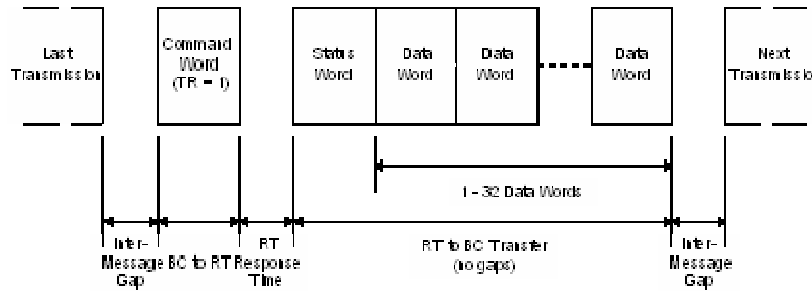 Last
Transmission
Command
Word
(TR = 1)
Status
Word
Data
Word
Data
Word
Data
Word
Next
Transmission
1 - 32 Data Words
Inter-
Message
Gap
BC to RT
RT
Response
Time
RT to BC Transfer
(no gaps)
Inter-
Message
Gap